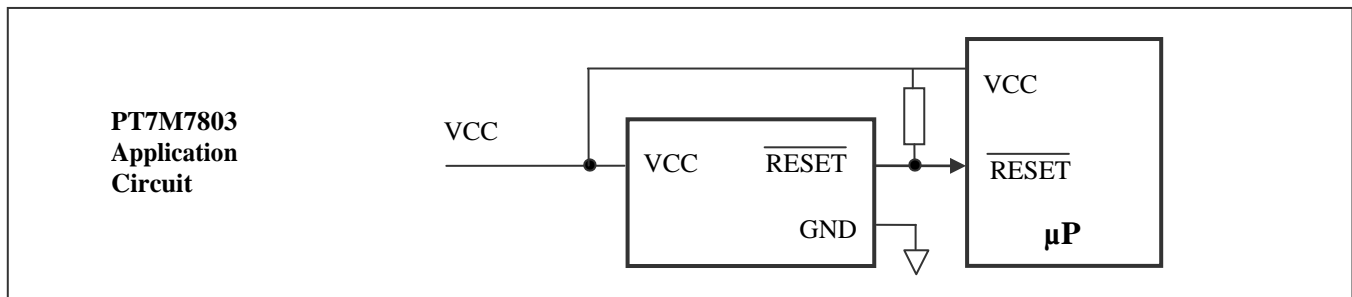 PT7M7803
Application
Circuit
VCC
VCC
RESET
GND
VCC
RESET
µP